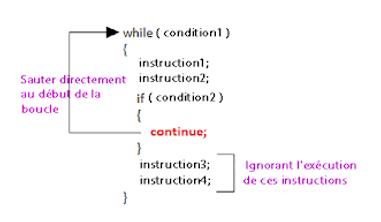 while ( condition1 )
{
instruction1;
instruction2;
Sauter directement
au début de la
boucle
if ( condition2 )
{
continue;
}
instruction3;
instruction4;
Ignorant l'exécution
de ces instructions
}